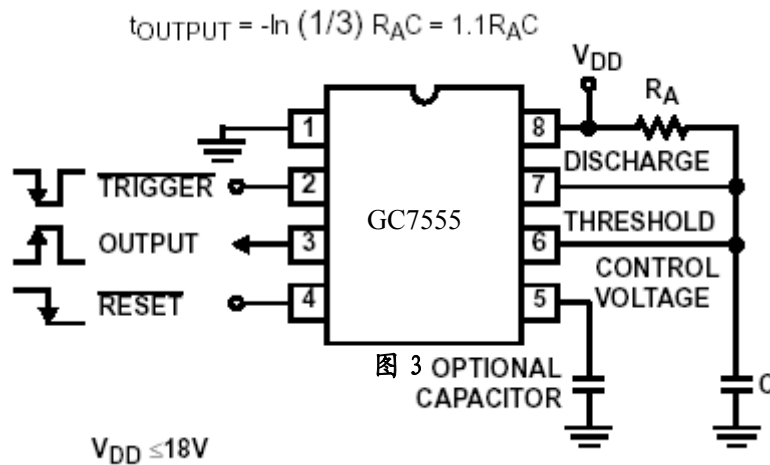 tOUTPUT = -ln (1/3) RAC = 1.1RAC
VDD
RA
1
8
DISCHARGE
TRIGGER
2
7
GC7555
THRESHOLD
OUTPUT
3
6
CONTROL
VOLTAGE
RESET
4
5
图 3
OPTIONAL
CAPACITOR
C
VDD ≤18V